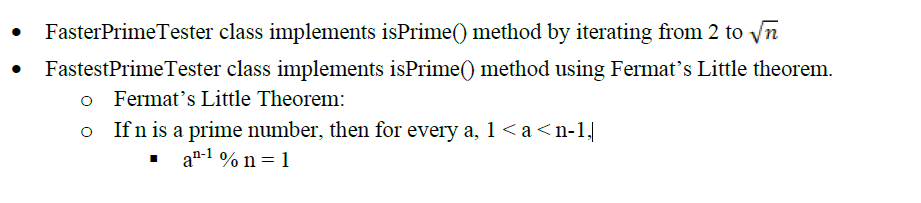 • FasterPrimeTester class implements isPrime() method by iterating from 2 to √n
• FastestPrimeTester class implements isPrime() method using Fermat’s Little theorem.
o Fermat’s Little Theorem:
o If n is a prime number, then for every a, 1 < a < n-1,
▪ aⁿ⁻¹ % n = 1